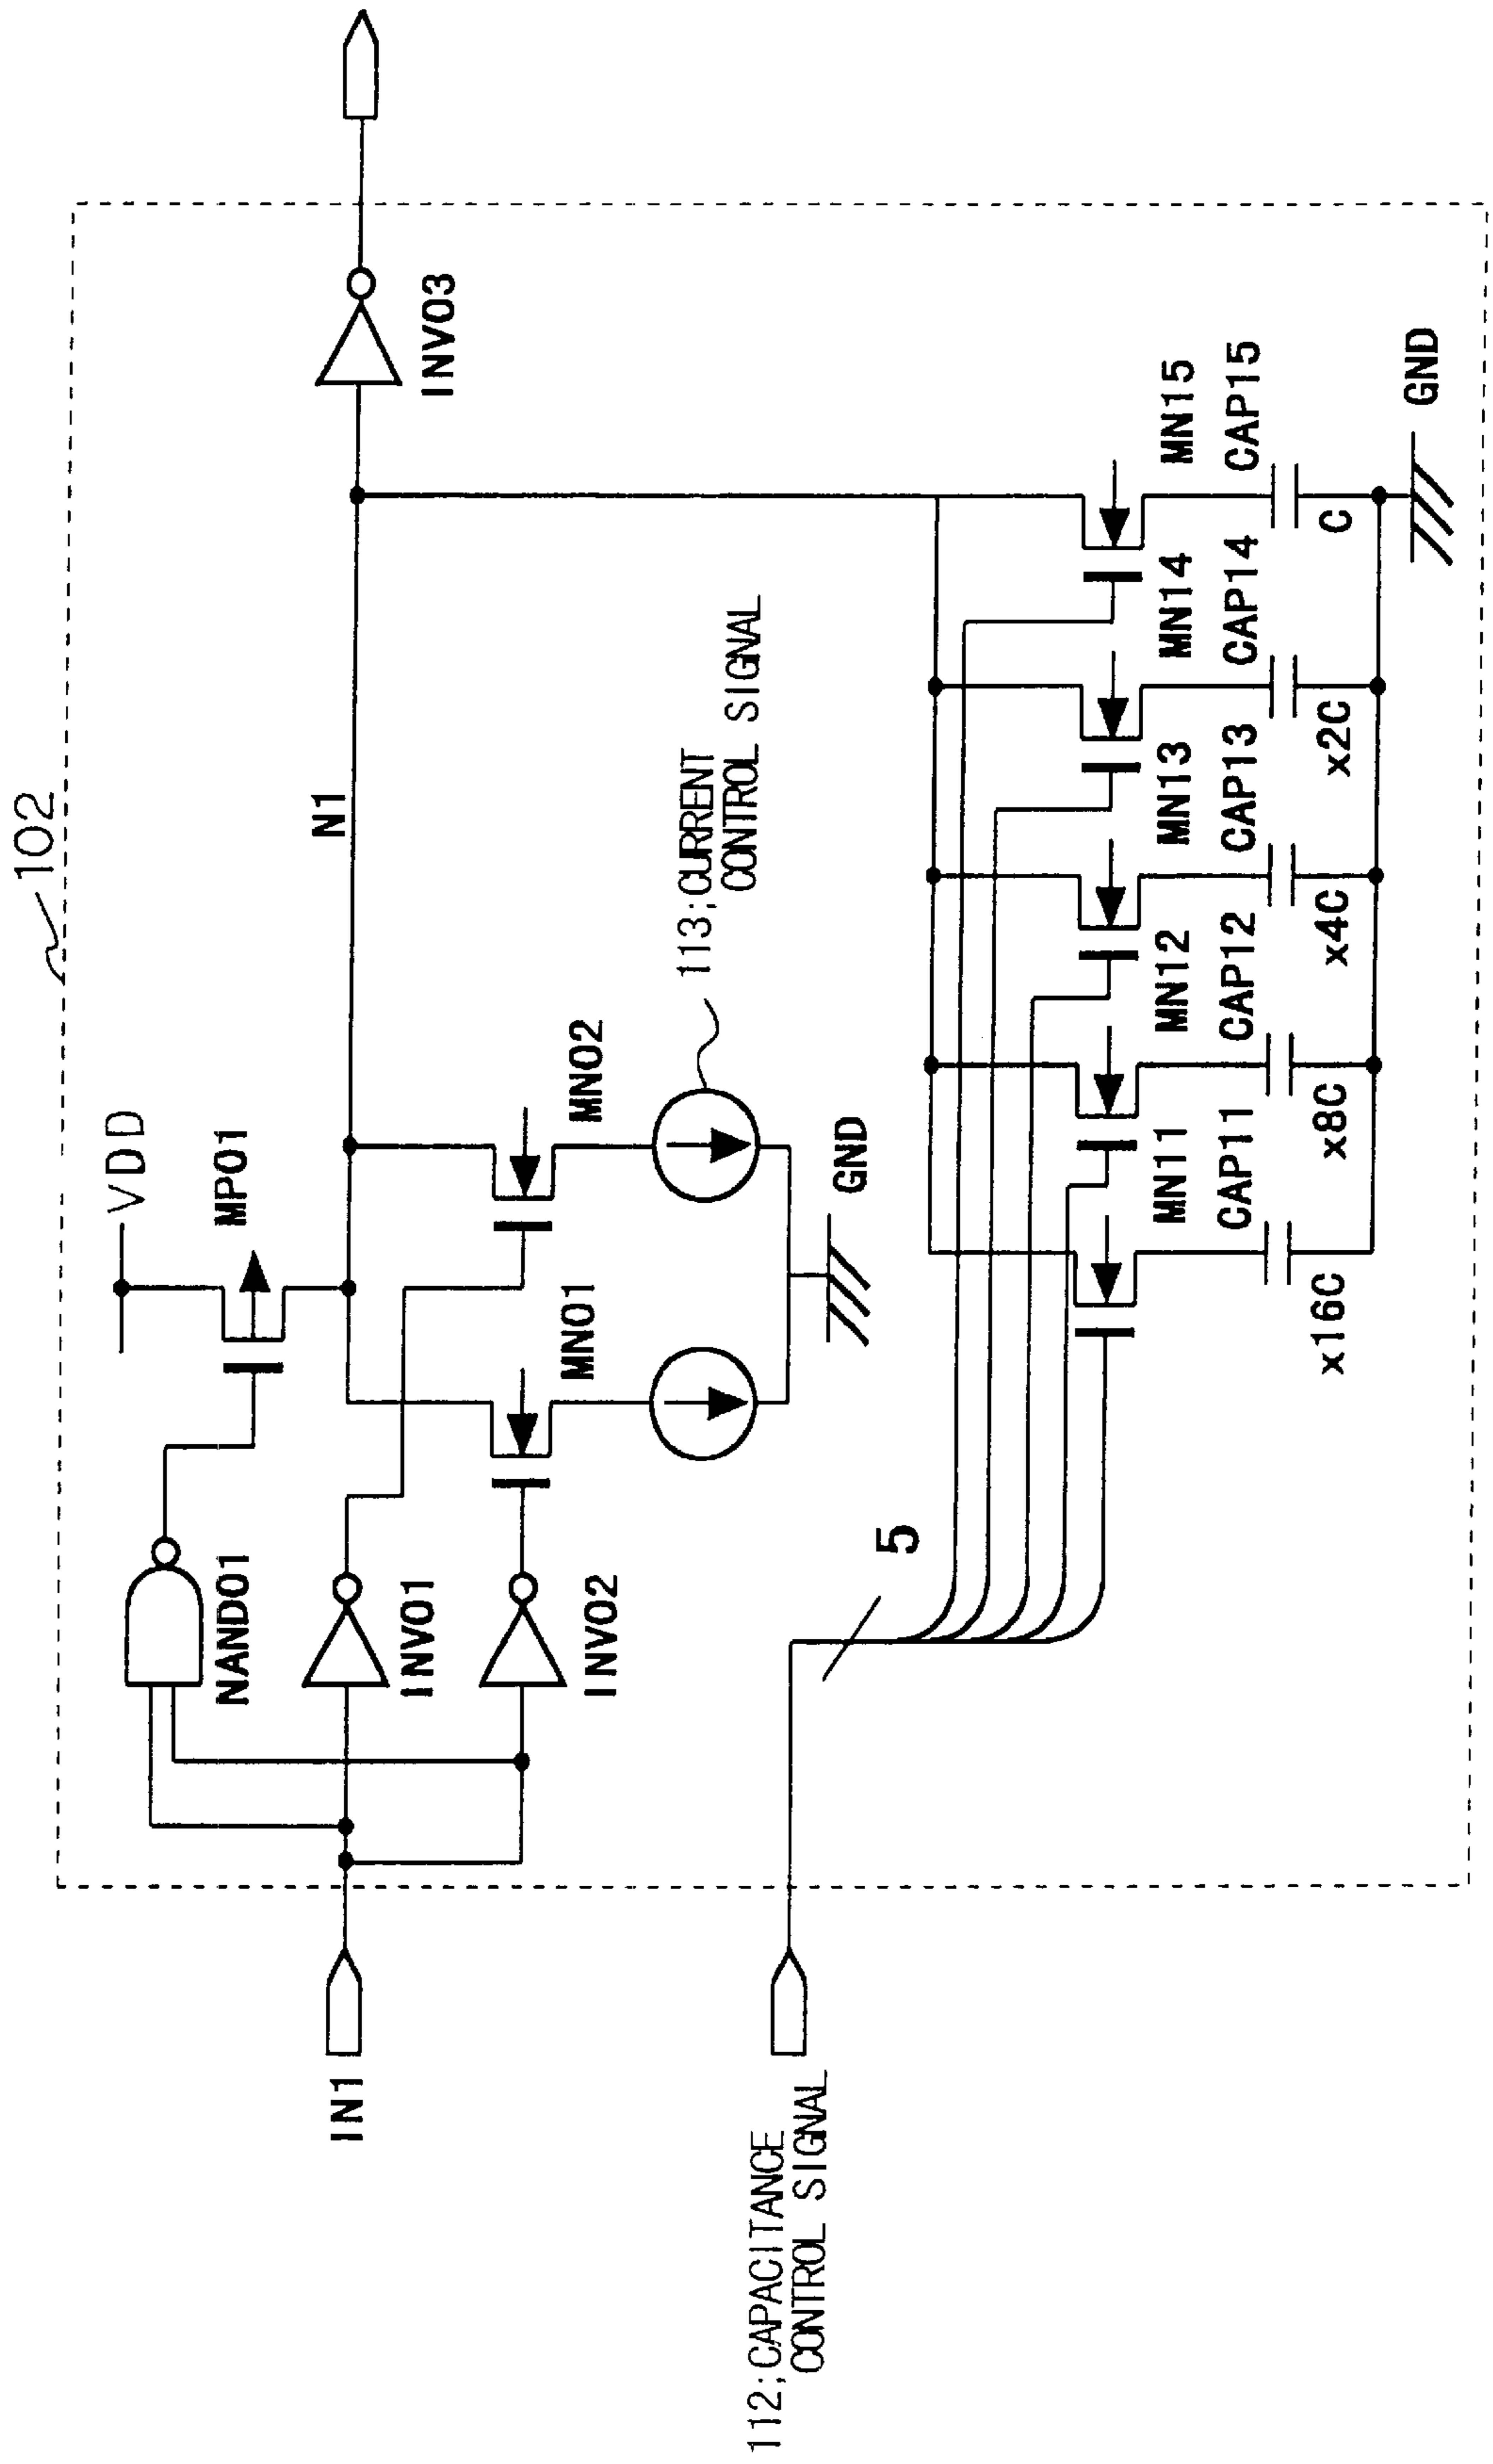 102
VDD
MP01
NAND01
N1
INV03
IN1
INV01
INV02
MN01
MN02
113;CURRENT
CONTROL SIGNAL
GND
112;CAPACITANCE
CONTROL SIGNAL
5
MN11
MN12
MN13
MN14
MN15
CAP11
CAP12
CAP13
CAP14
CAP15
x16C
x8C
x4C
x2C
C
GND